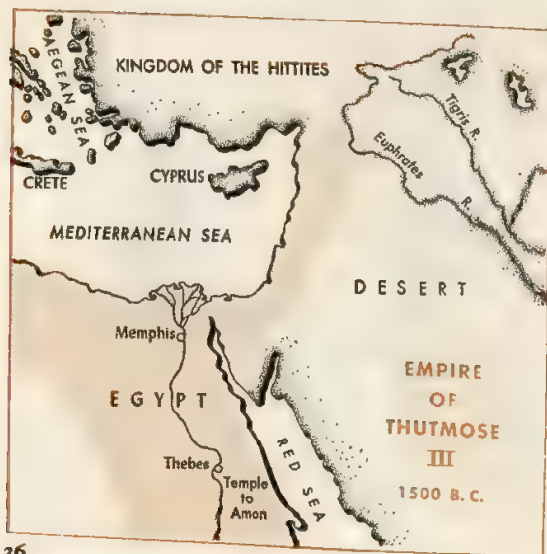 AEGEAN SEA
KINGDOM OF THE HITTITES
Tigris R.
Euphrates R.
CRETE
CYPRUS
MEDITERRANEAN SEA
DESERT
Memphis
EGYPT
EMPIRE
OF
THUTMOSE
III
1500 B. C.
Thebes
Temple
to
Amon
RED SEA
36